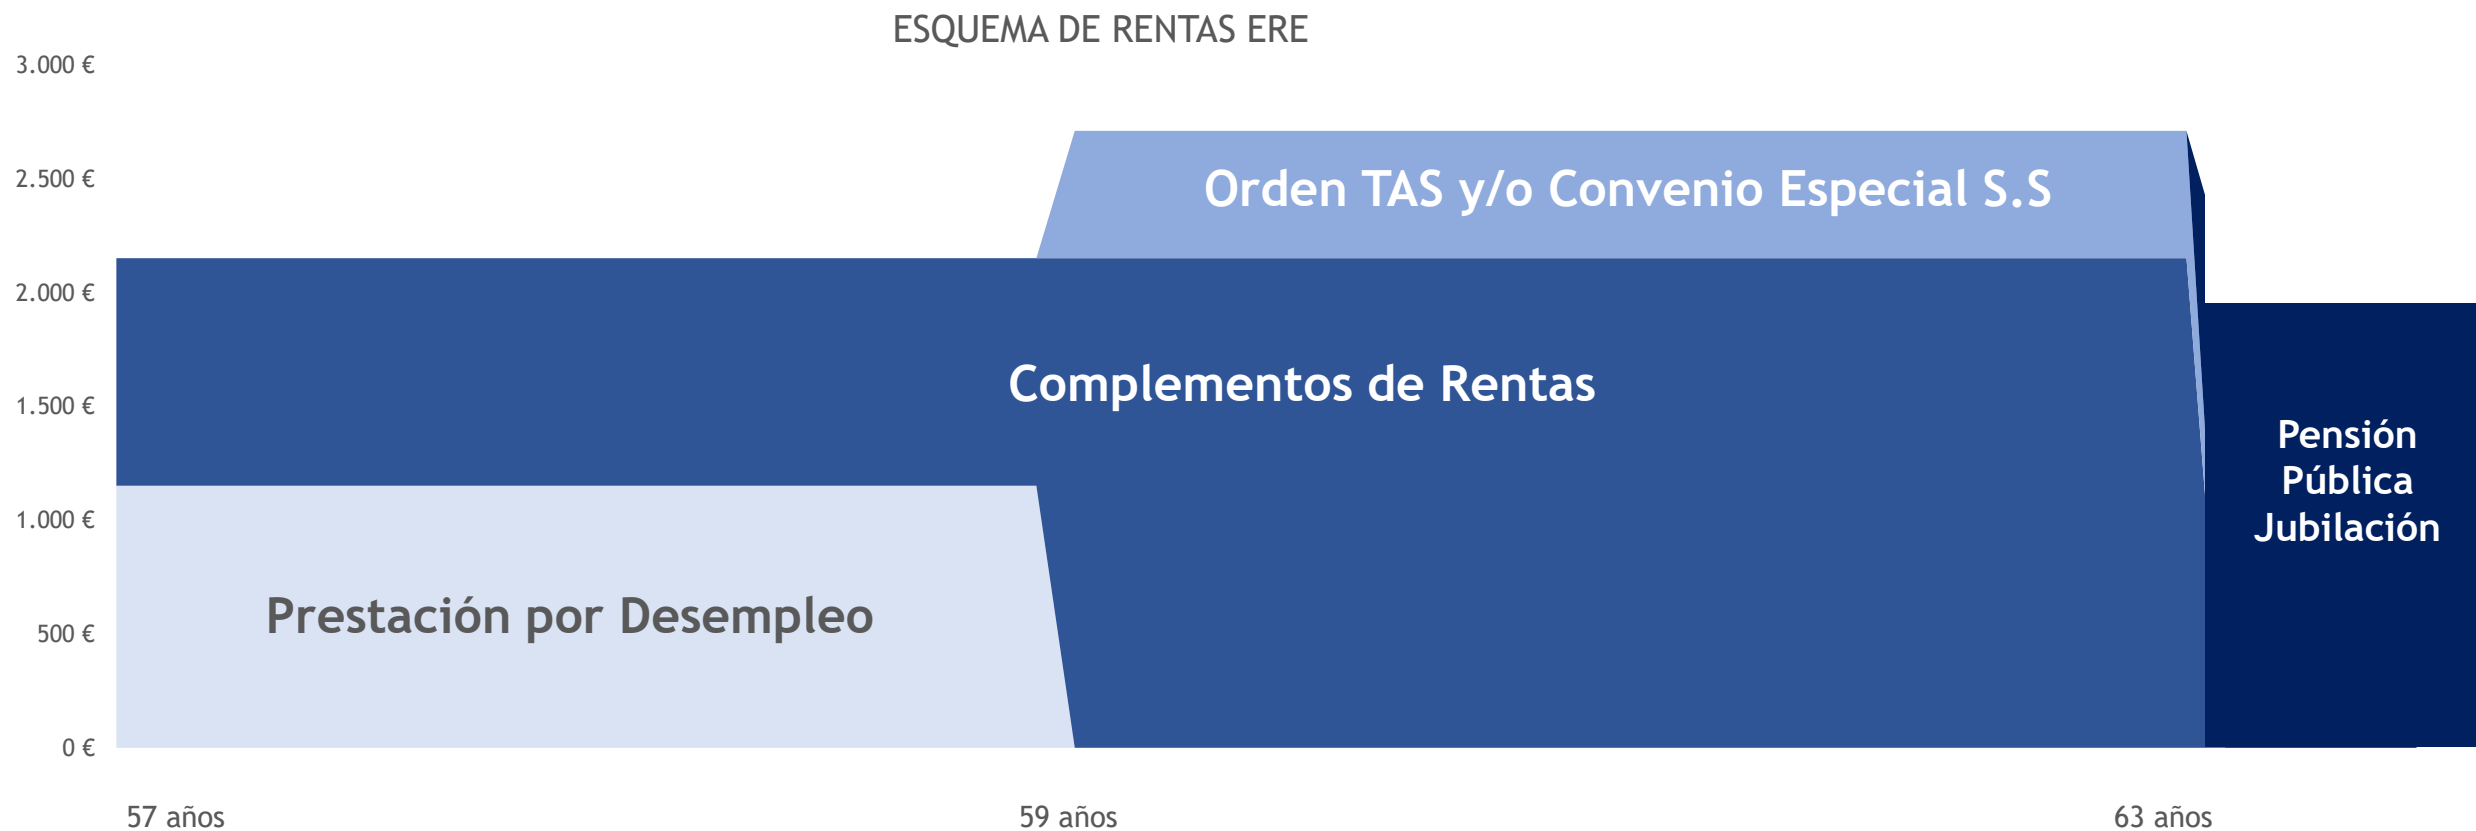 ESQUEMA DE RENTAS ERE
3.000 €
2.500 €
2.000 €
1.500 €
1.000 €
500 €
0 €
Orden TAS y/o Convenio Especial S.S
Complementos de Rentas
Prestación por Desempleo
Pensión
Pública
Jubilación
57 años
59 años
63 años